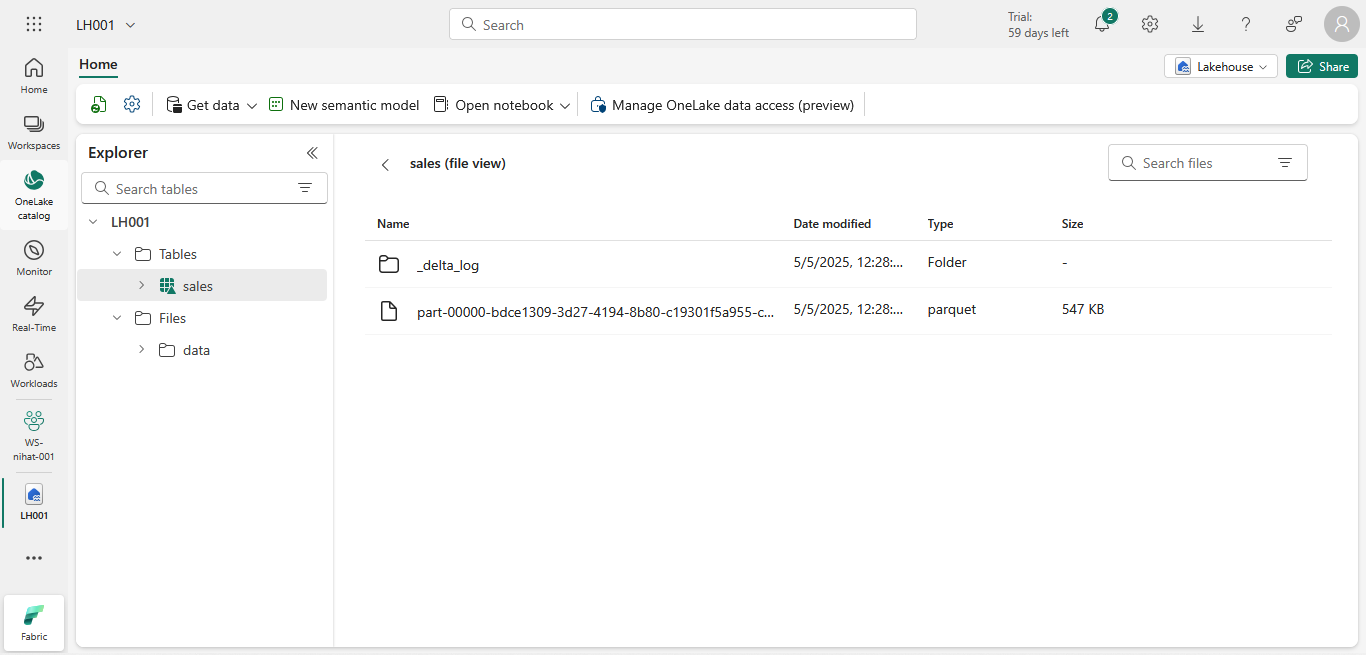 LH001
Search
Trial:
59 days left
2
Home
Workspaces
OneLake
catalog
Monitor
Real-Time
Workloads
WS-
nihat-001
LH001
Fabric
Home
Lakehouse
Share
Get data
New semantic model
Open notebook
Manage OneLake data access (preview)
Explorer
Search tables
LH001
Tables
sales
Files
data
sales (file view)
Search files
Name Date modified Type Size
_delta_log 5/5/2025, 12:28:... Folder -
part-00000-bdce1309-3d27-4194-8b80-c19301f5a955-c... 5/5/2025, 12:28:... parquet 547 KB